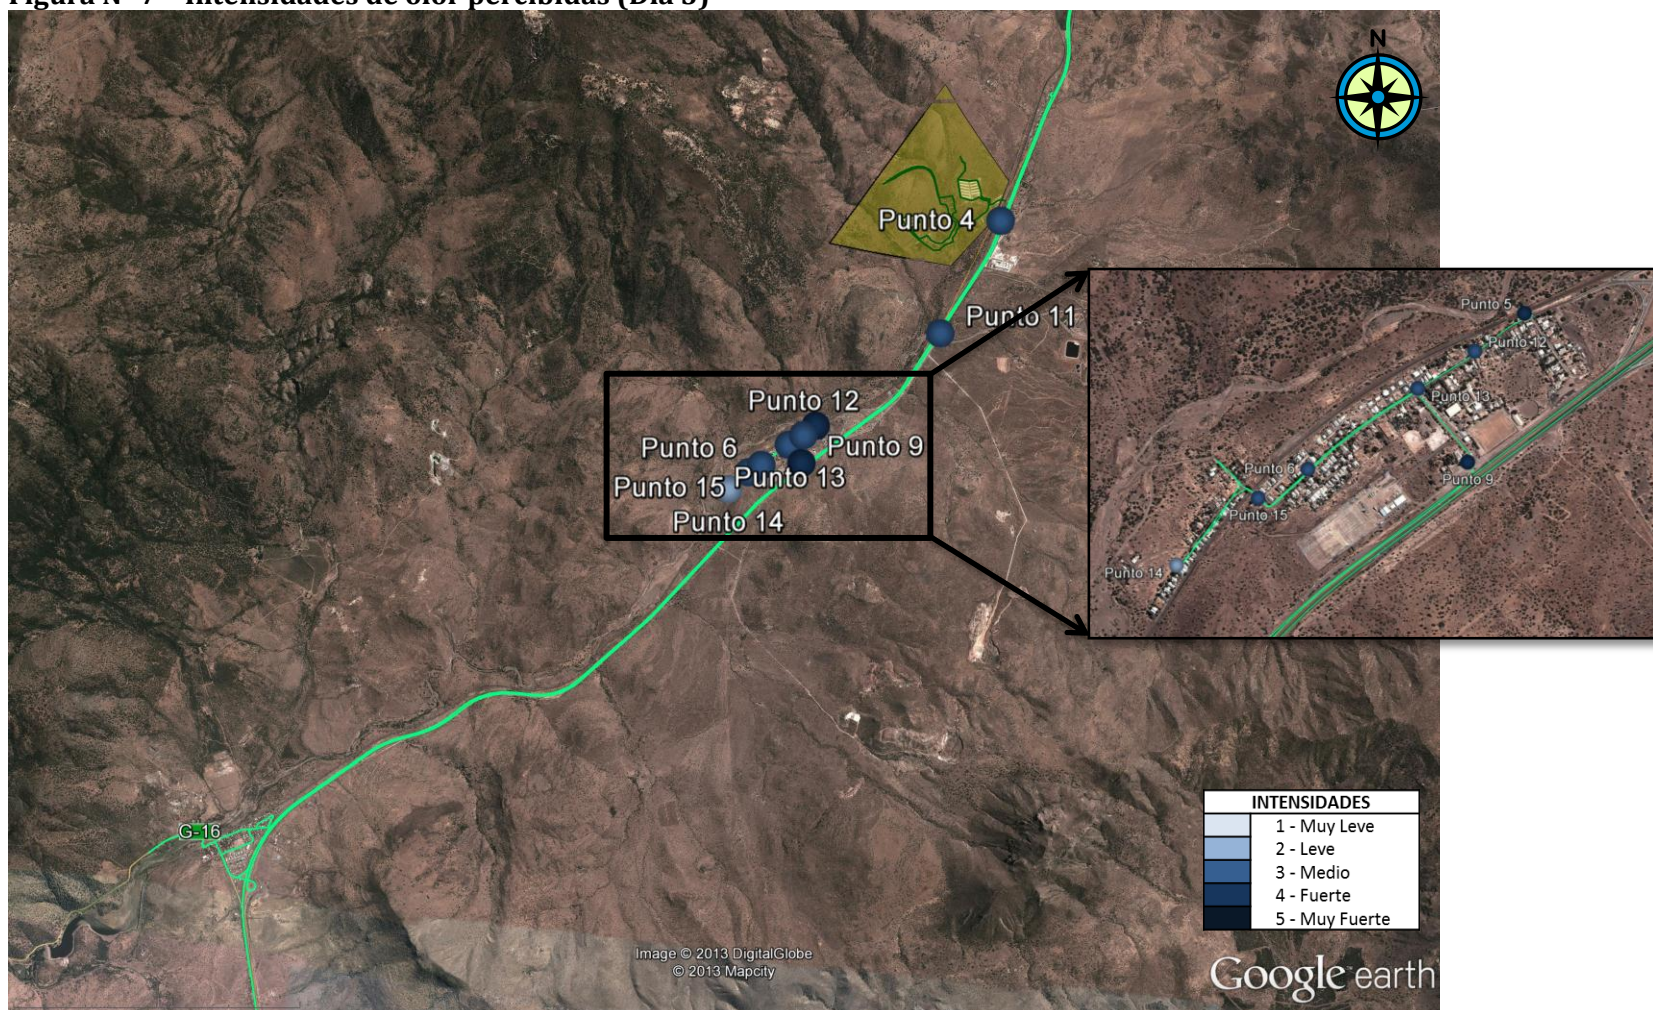 N
Punto 4
Punto 11
Punto 12
Punto 6
Punto 9
Punto 13
Punto 15
Punto 14
Punto 5
Punto 12
Punto 13
Punto 6
Punto 9
Punto 15
Punto 14
G-16
INTENSIDADES
1 - Muy Leve
2 - Leve
3 - Medio
4 - Fuerte
5 - Muy Fuerte
Image © 2013 DigitalGlobe
© 2013 Mapcity
Google earth